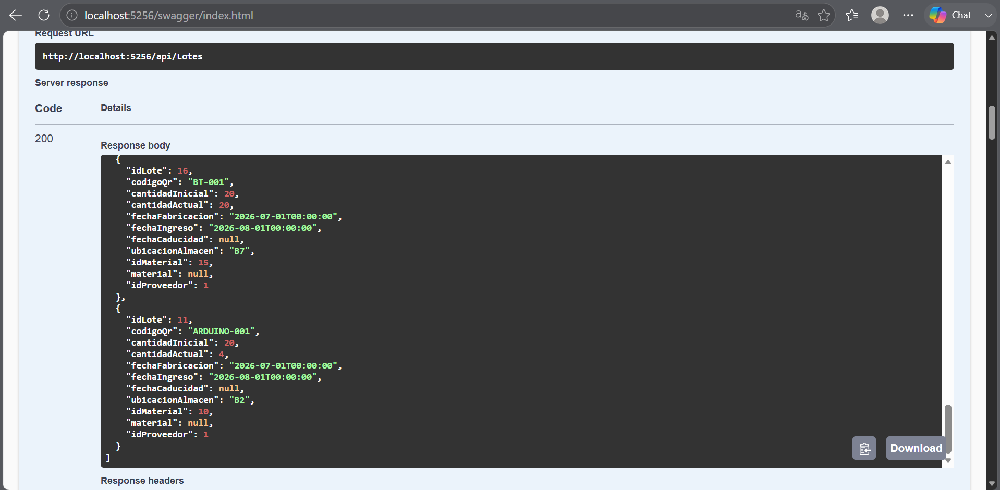 localhost:5256/swagger/index.html
Chat
Request URL
http://localhost:5256/api/Lotes
Server response
Code Details
200
Response body
{
"idLote": 16,
"codigoQr": "BT-001",
"cantidadInicial": 20,
"cantidadActual": 20,
"fechaFabricacion": "2026-07-01T00:00:00",
"fechaIngreso": "2026-08-01T00:00:00",
"fechaCaducidad": null,
"ubicacionAlmacen": "B7",
"idMaterial": 15,
"material": null,
"idProveedor": 1
},
{
"idLote": 11,
"codigoQr": "ARDUINO-001",
"cantidadInicial": 20,
"cantidadActual": 4,
"fechaFabricacion": "2026-07-01T00:00:00",
"fechaIngreso": "2026-08-01T00:00:00",
"fechaCaducidad": null,
"ubicacionAlmacen": "B2",
"idMaterial": 10,
"material": null,
"idProveedor": 1
}
]
Download
Response headers